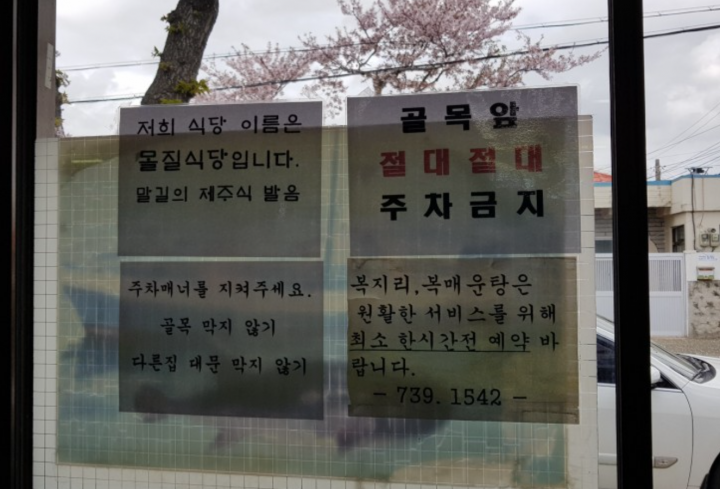 저희 식당 이름은
몰질식당입니다.
말길의 제주식 발음
골목앞
절대절대
주차금지
주차매너를 지켜주세요.
골목 막지 않기
다른집 대문 막지 않기
복지리, 복매운탕은
원활한 서비스를 위해
최소 한시간전 예약 바
랍니다.
- 739. 1542 -